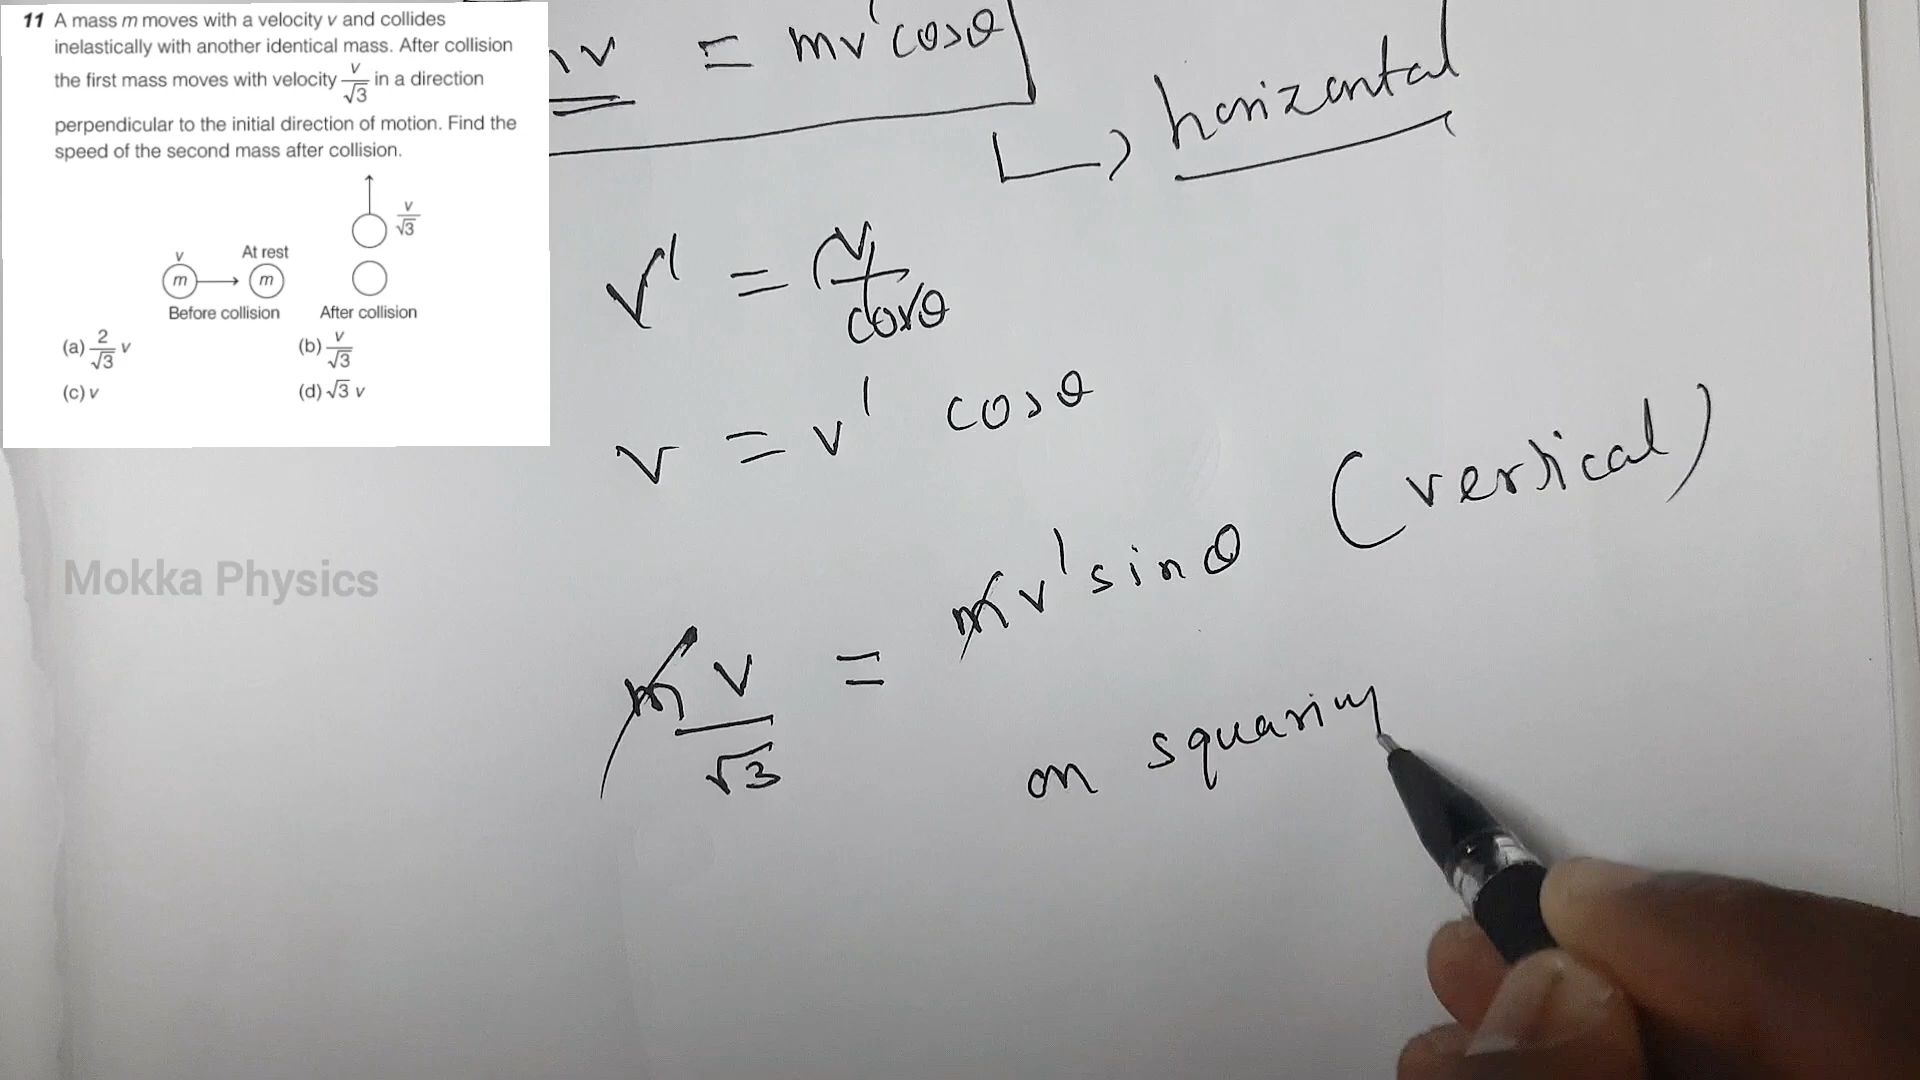 11 A mass m moves with a velocity v and collides
inelastically with another identical mass. After collision
the first mass moves with velocity v/√3 in a direction
perpendicular to the initial direction of motion. Find the
speed of the second mass after collision.
v/√3
v At rest
m m
Before collision After collision
(a) 2/√3 v (b) v/√3
(c) v (d) √3 v
v = mv' cosθ
horizontal
v' = v/cosθ
v = v' cosθ
mv/√3 = mv' sinθ (vertical)
on squaring
Mokka Physics